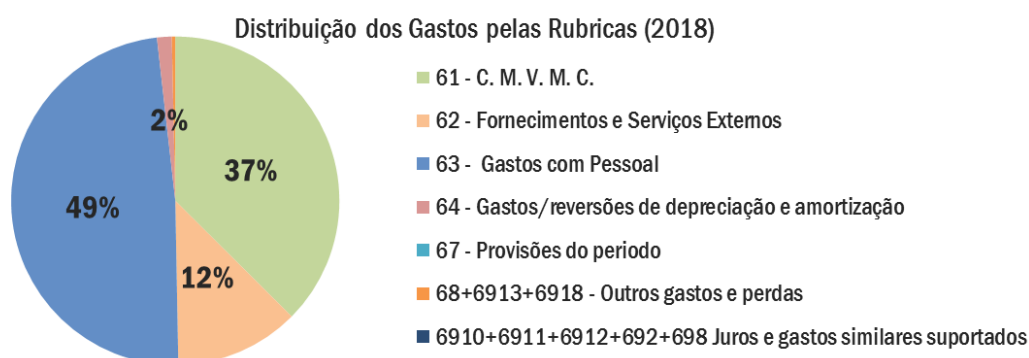 Distribuição dos Gastos pelas Rubricas (2018)
61 - C. M. V. M. C.
62 - Fornecimentos e Serviços Externos
63 -  Gastos com Pessoal
64 - Gastos/reversões de depreciação e amortização
67 - Provisões do periodo
68+6913+6918 - Outros gastos e perdas
6910+6911+6912+692+698 Juros e gastos similares suportados
2%
37%
49%
12%